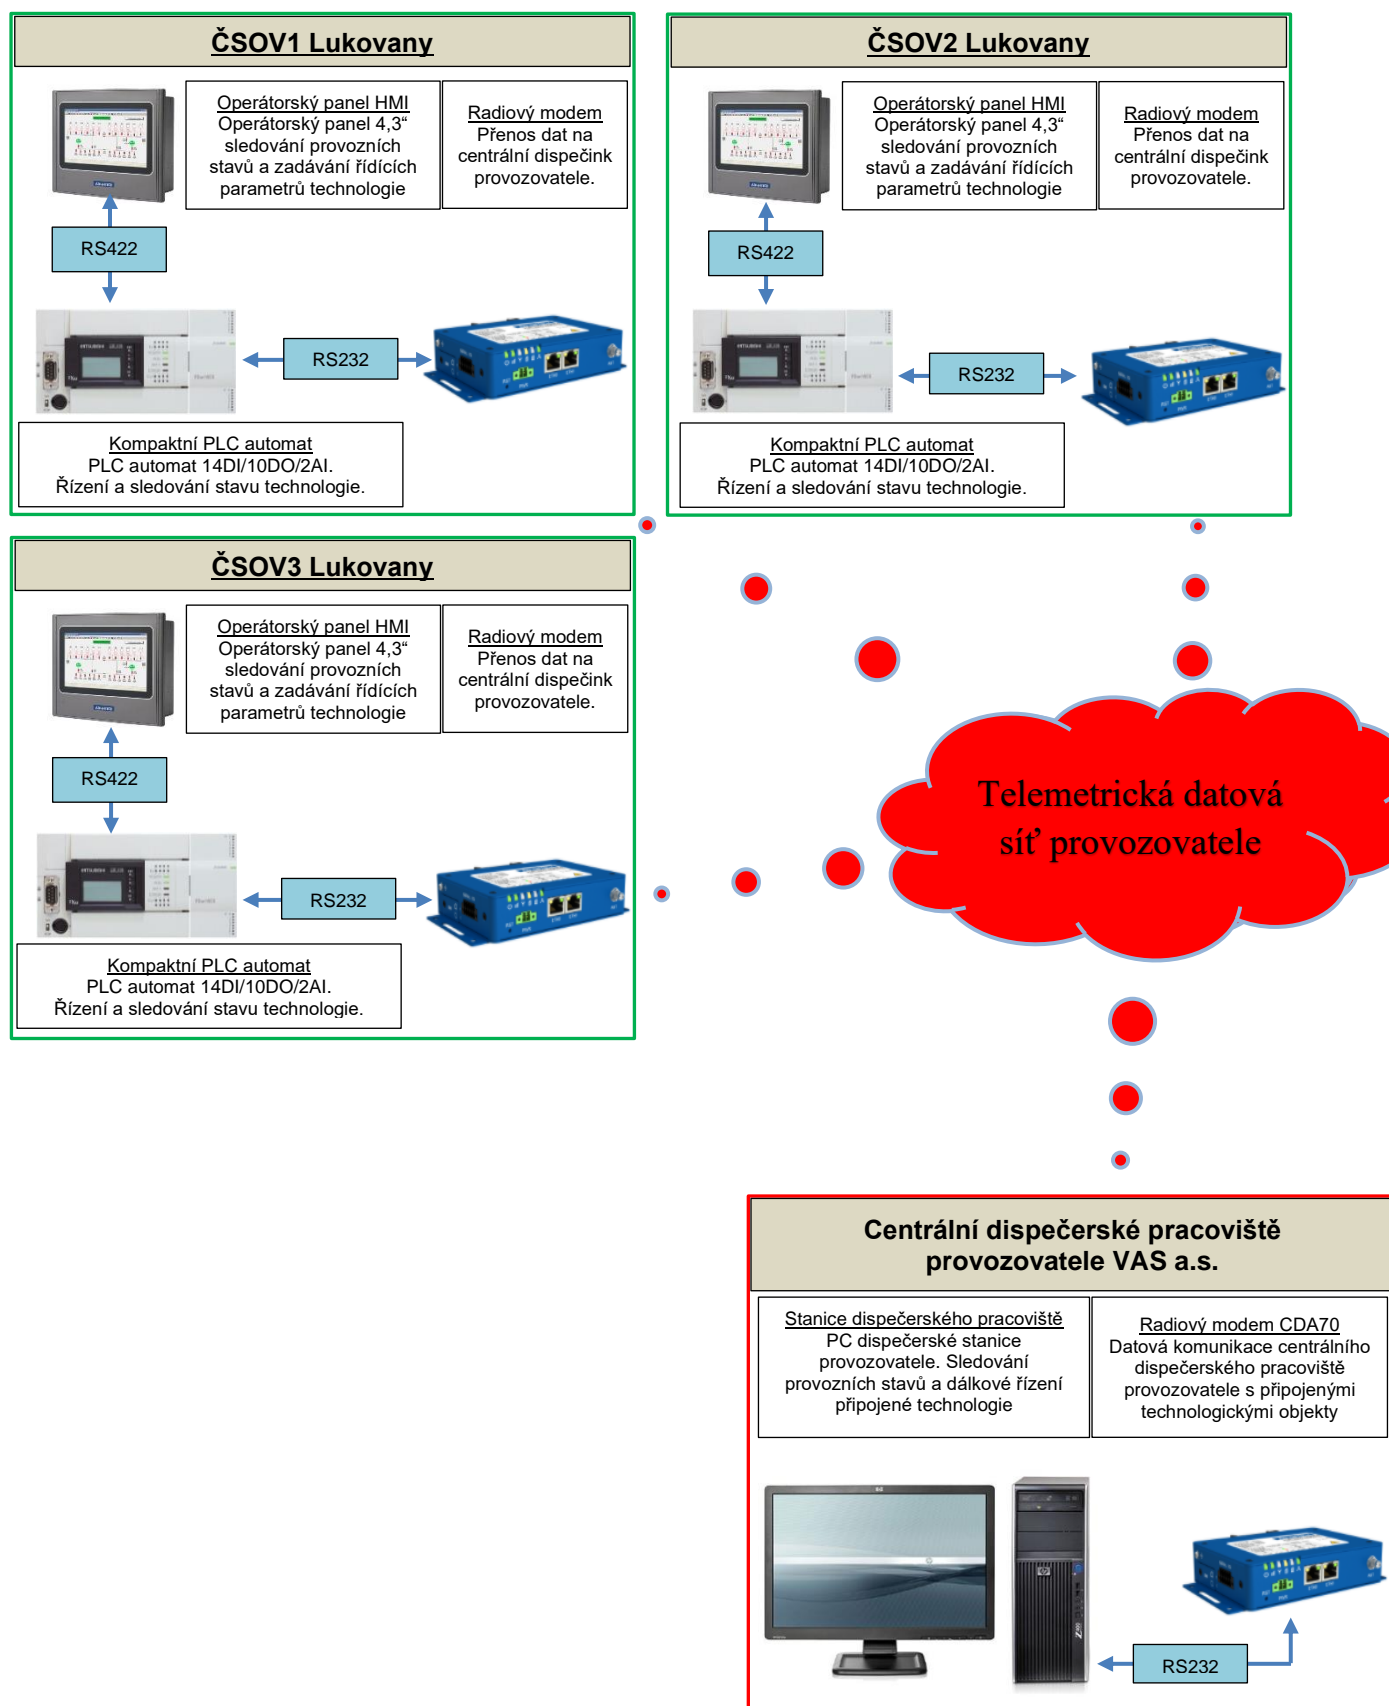 ČSOV1 Lukovany
Operátorský panel HMI
Operátorský panel 4,3“
sledování provozních
stavů a zadávání řídících
parametrů technologie
Radiový modem
Přenos dat na
centrální dispečink
provozovatele.
RS422
RS232
Kompaktní PLC automat
PLC automat 14DI/10DO/2AI.
Řízení a sledování stavu technologie.
ČSOV2 Lukovany
Operátorský panel HMI
Operátorský panel 4,3“
sledování provozních
stavů a zadávání řídících
parametrů technologie
Radiový modem
Přenos dat na
centrální dispečink
provozovatele.
RS422
RS232
Kompaktní PLC automat
PLC automat 14DI/10DO/2AI.
Řízení a sledování stavu technologie.
ČSOV3 Lukovany
Operátorský panel HMI
Operátorský panel 4,3“
sledování provozních
stavů a zadávání řídících
parametrů technologie
Radiový modem
Přenos dat na
centrální dispečink
provozovatele.
RS422
RS232
Kompaktní PLC automat
PLC automat 14DI/10DO/2AI.
Řízení a sledování stavu technologie.
Telemetrická datová
síť provozovatele
Centrální dispečerské pracoviště
provozovatele VAS a.s.
Stanice dispečerského pracoviště
PC dispečerské stanice
provozovatele. Sledování
provozních stavů a dálkové řízení
připojené technologie
Radiový modem CDA70
Datová komunikace centrálního
dispečerského pracoviště
provozovatele s připojenými
technologickými objekty
RS232